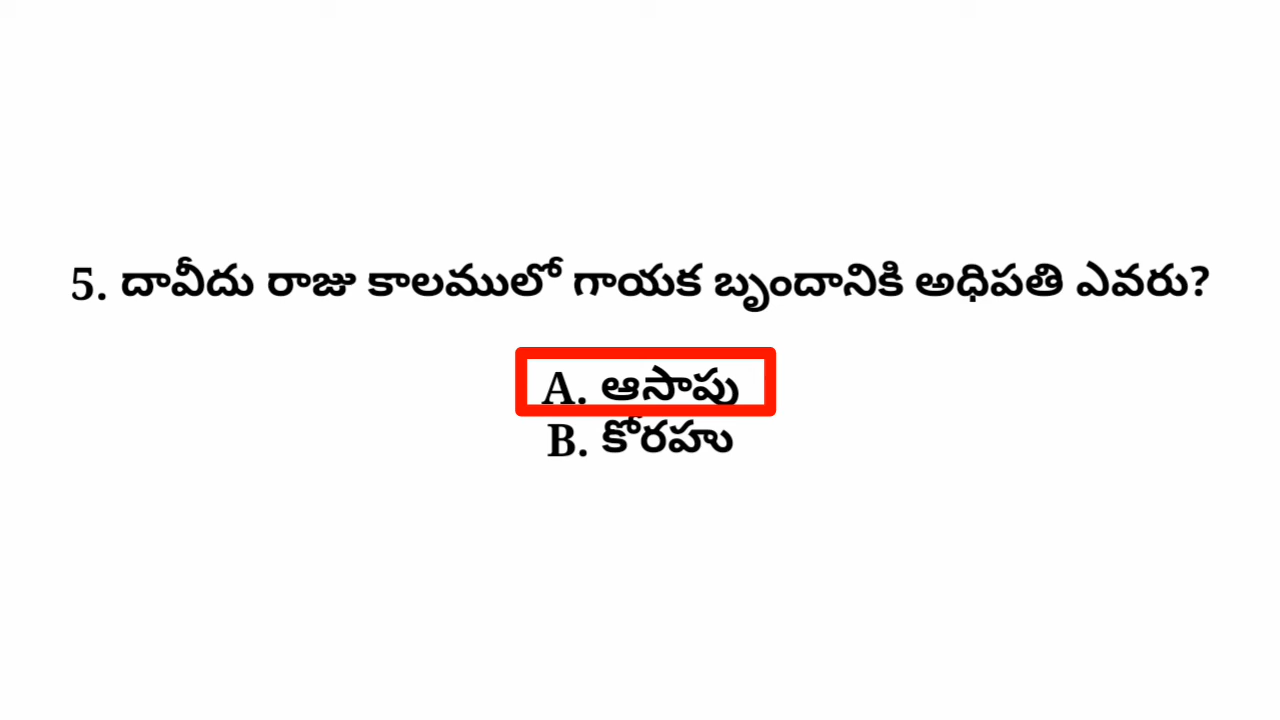 5. దావీదు రాజు కాలములో గాయక బృందానికి అధిపతి ఎవరు?
A. ఆసాపు
B. కోరహు